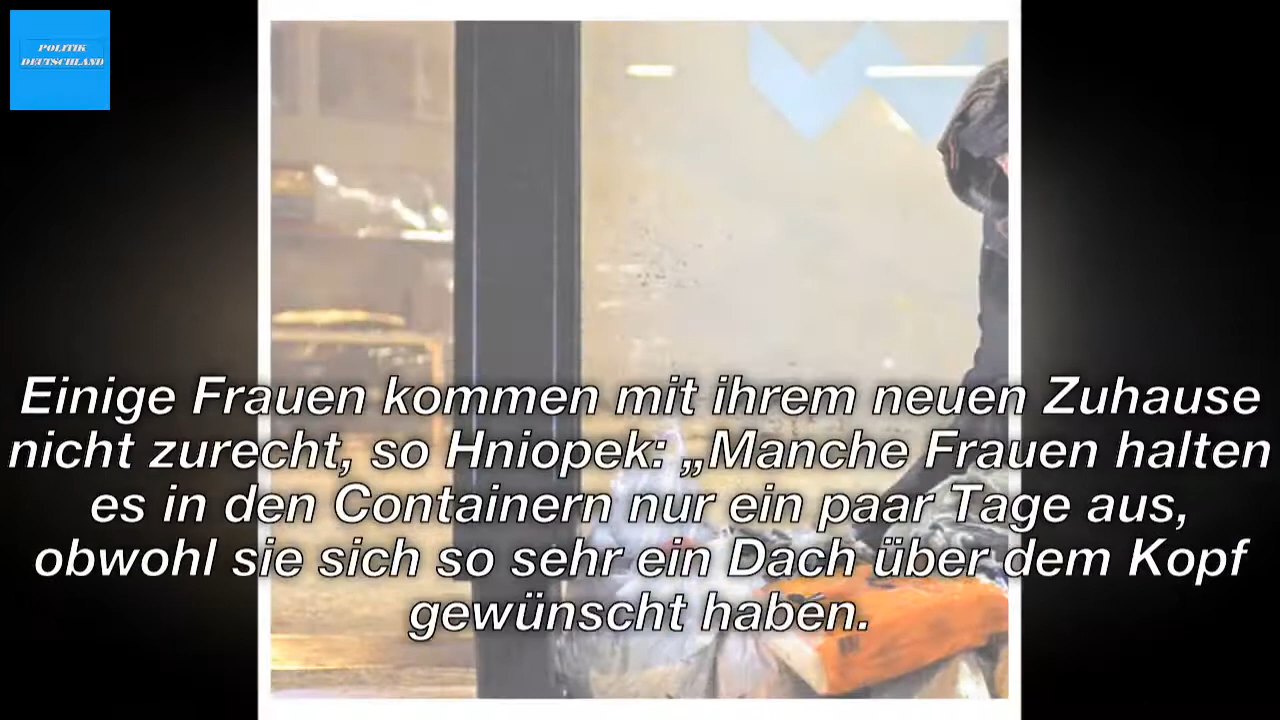 POLITIK
DEUTSCHLAND
Einige Frauen kommen mit ihrem neuen Zuhause
nicht zurecht, so Hniopek: „Manche Frauen halten
es in den Containern nur ein paar Tage aus,
obwohl sie sich so sehr ein Dach über dem Kopf
gewünscht haben.